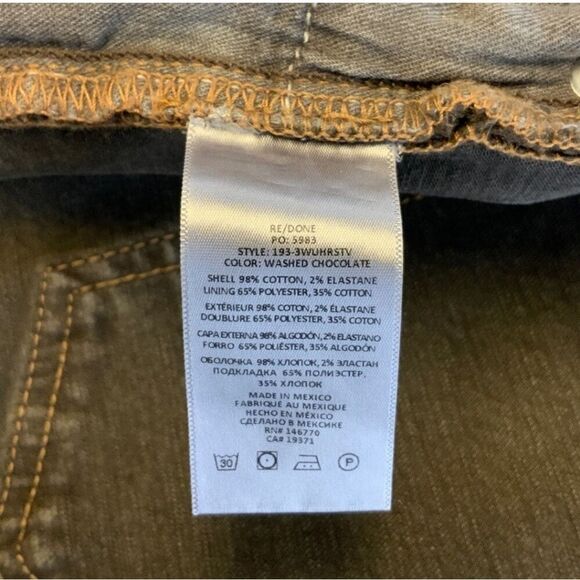 RE/DONE
PO: 5983
STYLE: 193-3WUHRSTV
COLOR: WASHED CHOCOLATE
SHELL 98% COTTON, 2% ELASTANE
LINING 65% POLYESTER, 35% COTTON
EXTÉRIEUR 98% COTON, 2% ÉLASTANE
DOUBLURE 65% POLYESTER, 35% COTON
CAPA EXTERNA 98% ALGODÓN, 2% ELASTANO
FORRO 65% POLIÉSTER, 35% ALGODÓN
ОБОЛОЧКА 98% ХЛОПОК, 2% ЭЛАСТАН
ПОДКЛАДКА 65% ПОЛИЭСТЕР,
35% ХЛОПОК
MADE IN MEXICO
FABRIQUÉ AU MEXIQUE
HECHO EN MÉXICO
СДЕЛАНО В МЕКСИКЕ
RN# 146770
CA# 19371
30 P